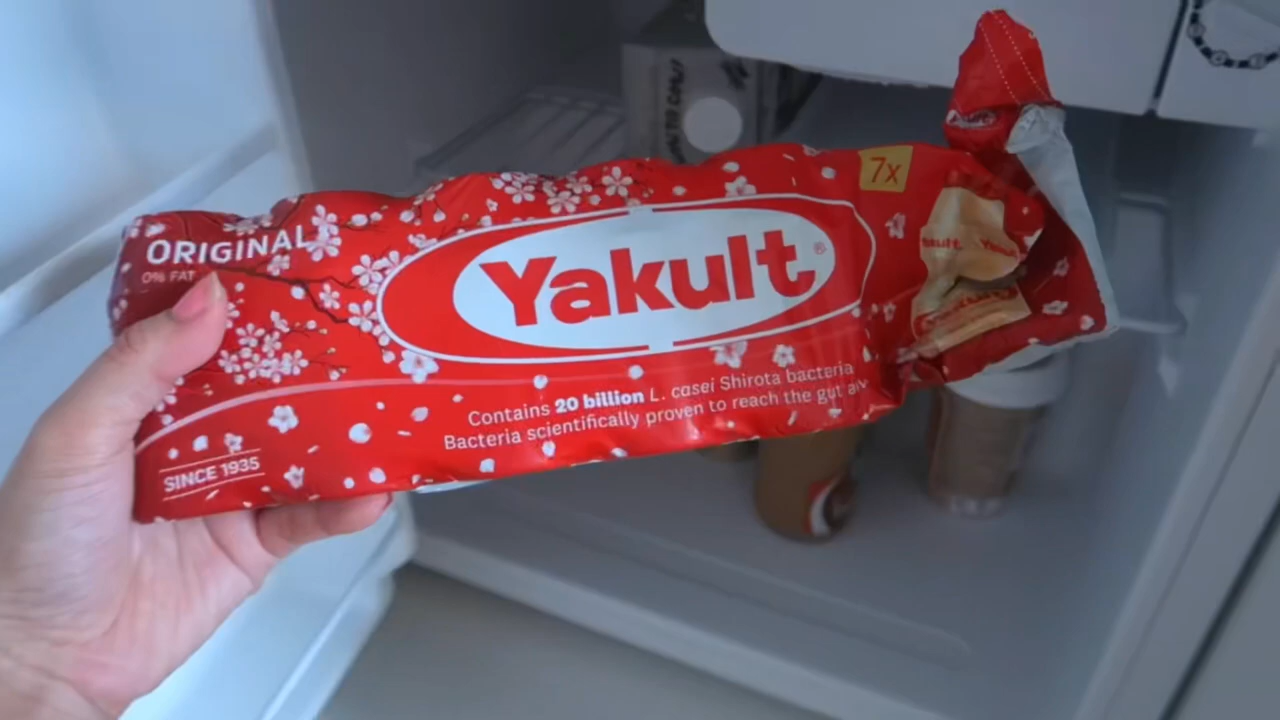 7x
ORIGINAL
0% FAT
Yakult®
Yakult
Contains 20 billion L. casei Shirota bacteria
Bacteria scientifically proven to reach the gut
SINCE 1935